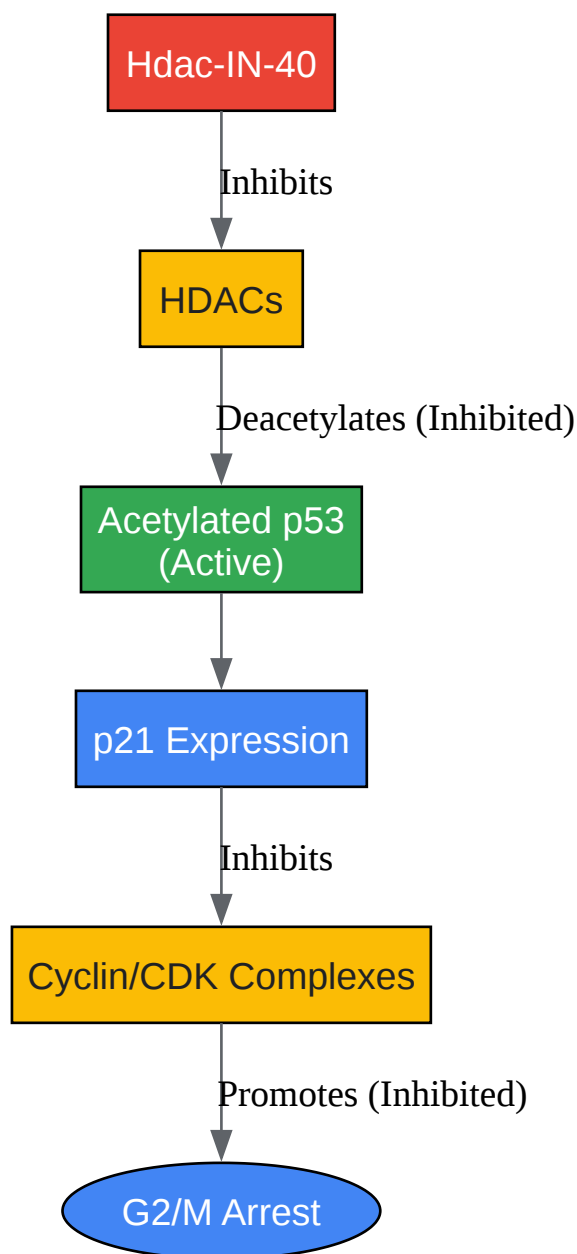 Hdac-IN-40
Inhibits
HDACs
Deacetylates (Inhibited)
Acetylated p53
(Active)
p21 Expression
Inhibits
Cyclin/CDK Complexes
Promotes (Inhibited)
G2/M Arrest